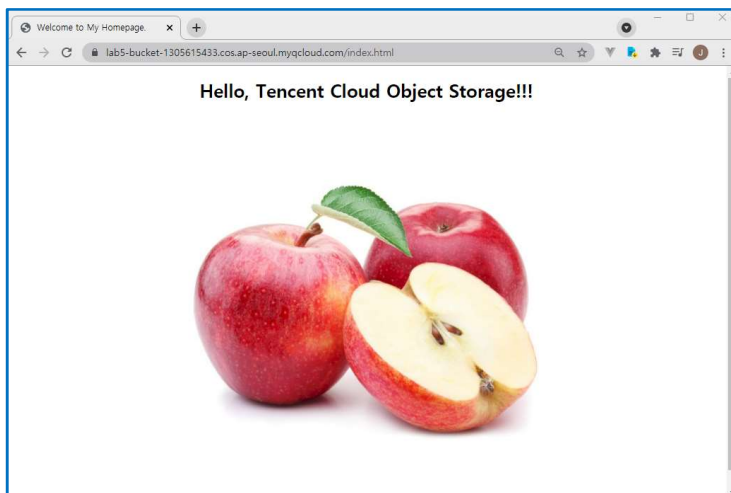 Welcome to My Homepage.
lab5-bucket-1305615433.cos.ap-seoul.myqcloud.com/index.html
J
Hello, Tencent Cloud Object Storage!!!